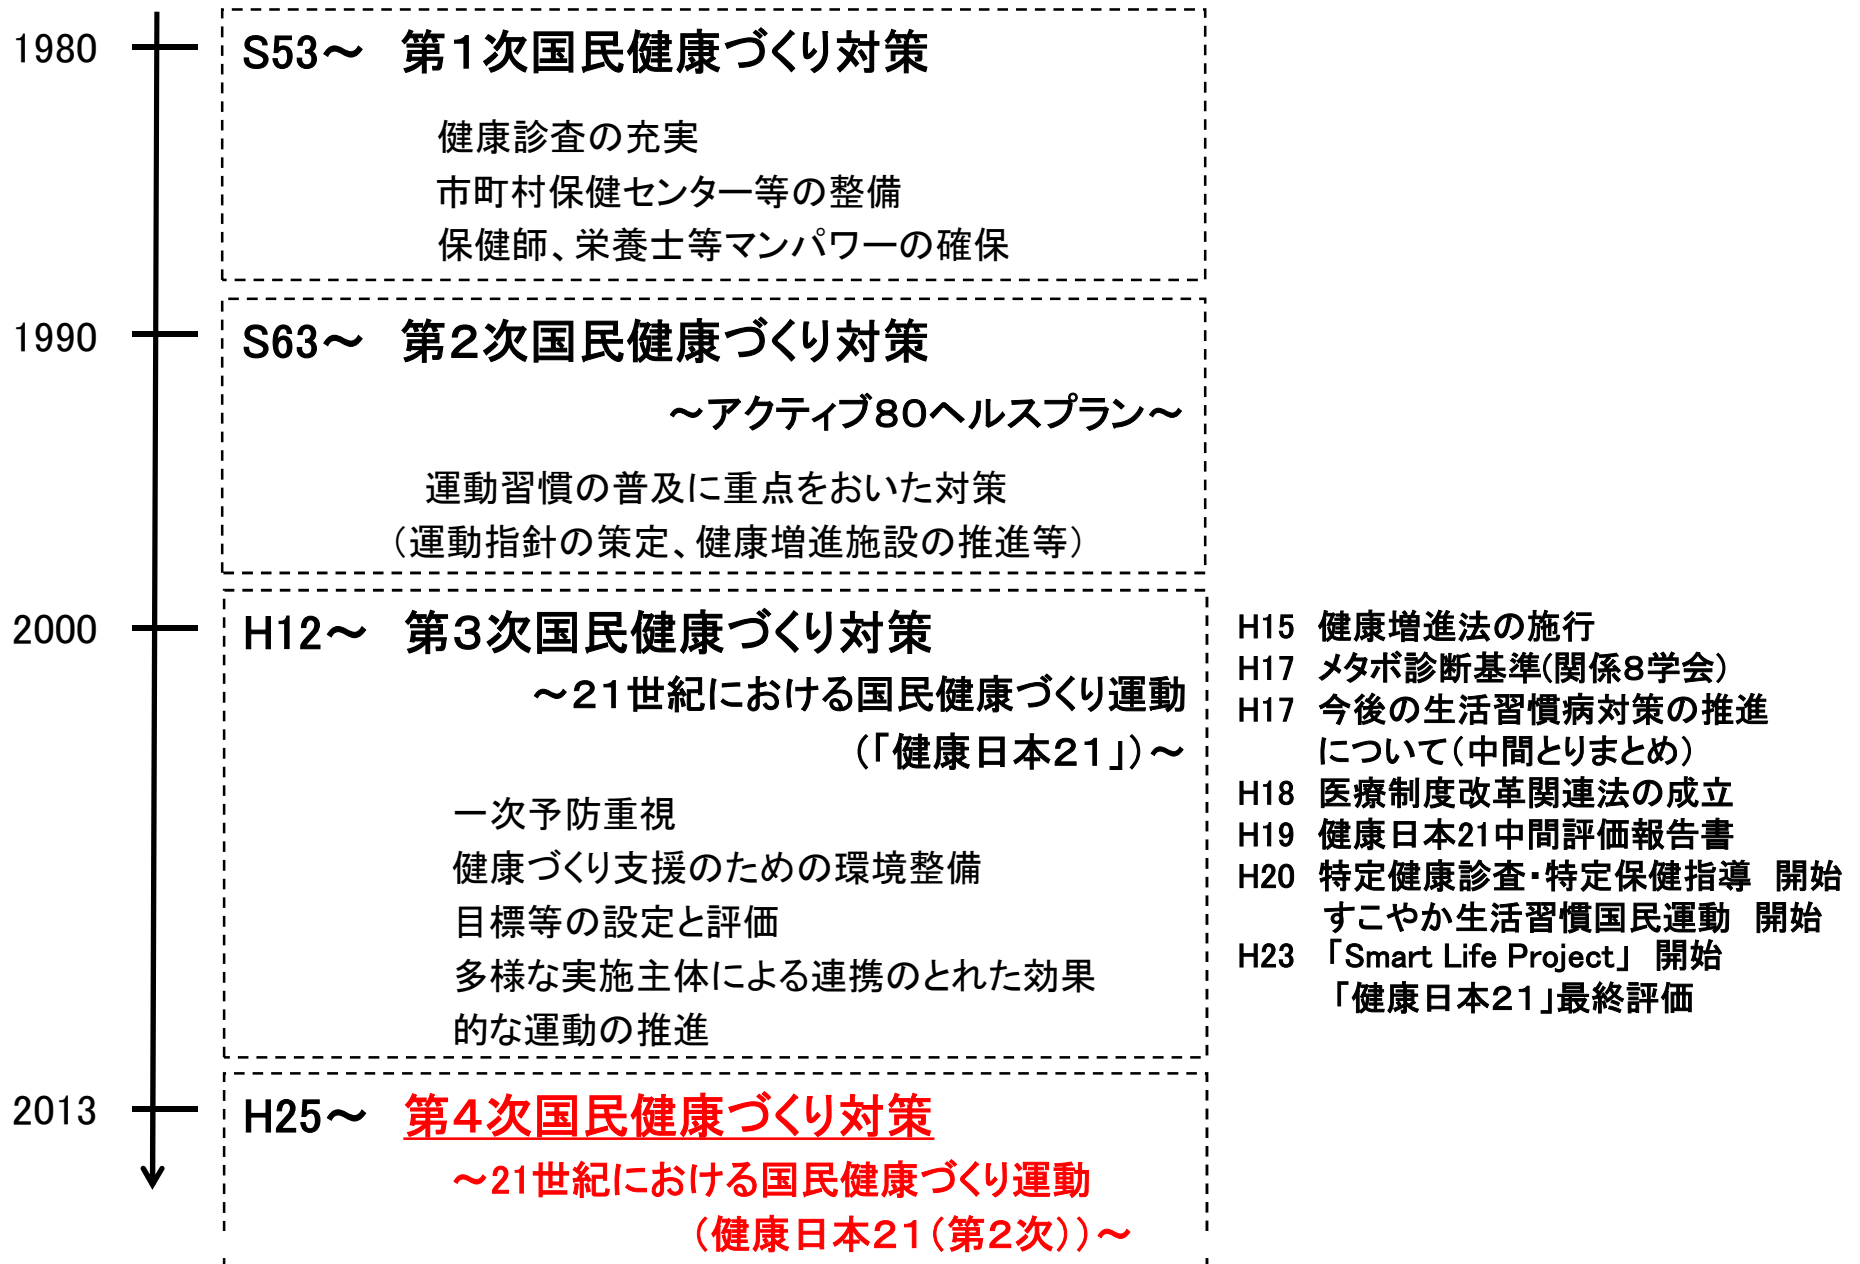 1980
S53～ 第１次国民健康づくり対策
健康診査の充実
市町村保健センター等の整備
保健師、栄養士等マンパワーの確保
1990
S63～ 第２次国民健康づくり対策
～アクティブ８０ヘルスプラン～
運動習慣の普及に重点をおいた対策
（運動指針の策定、健康増進施設の推進等）
2000
H12～ 第３次国民健康づくり対策
～２１世紀における国民健康づくり運動
（「健康日本２１」）～
一次予防重視
健康づくり支援のための環境整備
目標等の設定と評価
多様な実施主体による連携のとれた効果
的な運動の推進
H15 健康増進法の施行
H17 メタボ診断基準(関係８学会）
H17 今後の生活習慣病対策の推進
について（中間とりまとめ）
H18 医療制度改革関連法の成立
H19 健康日本21中間評価報告書
H20 特定健康診査・特定保健指導 開始
すこやか生活習慣国民運動 開始
H23 「Smart Life Project」 開始
「健康日本２１」最終評価
2013
H25～ 第４次国民健康づくり対策
～21世紀における国民健康づくり運動
（健康日本２１（第２次））～